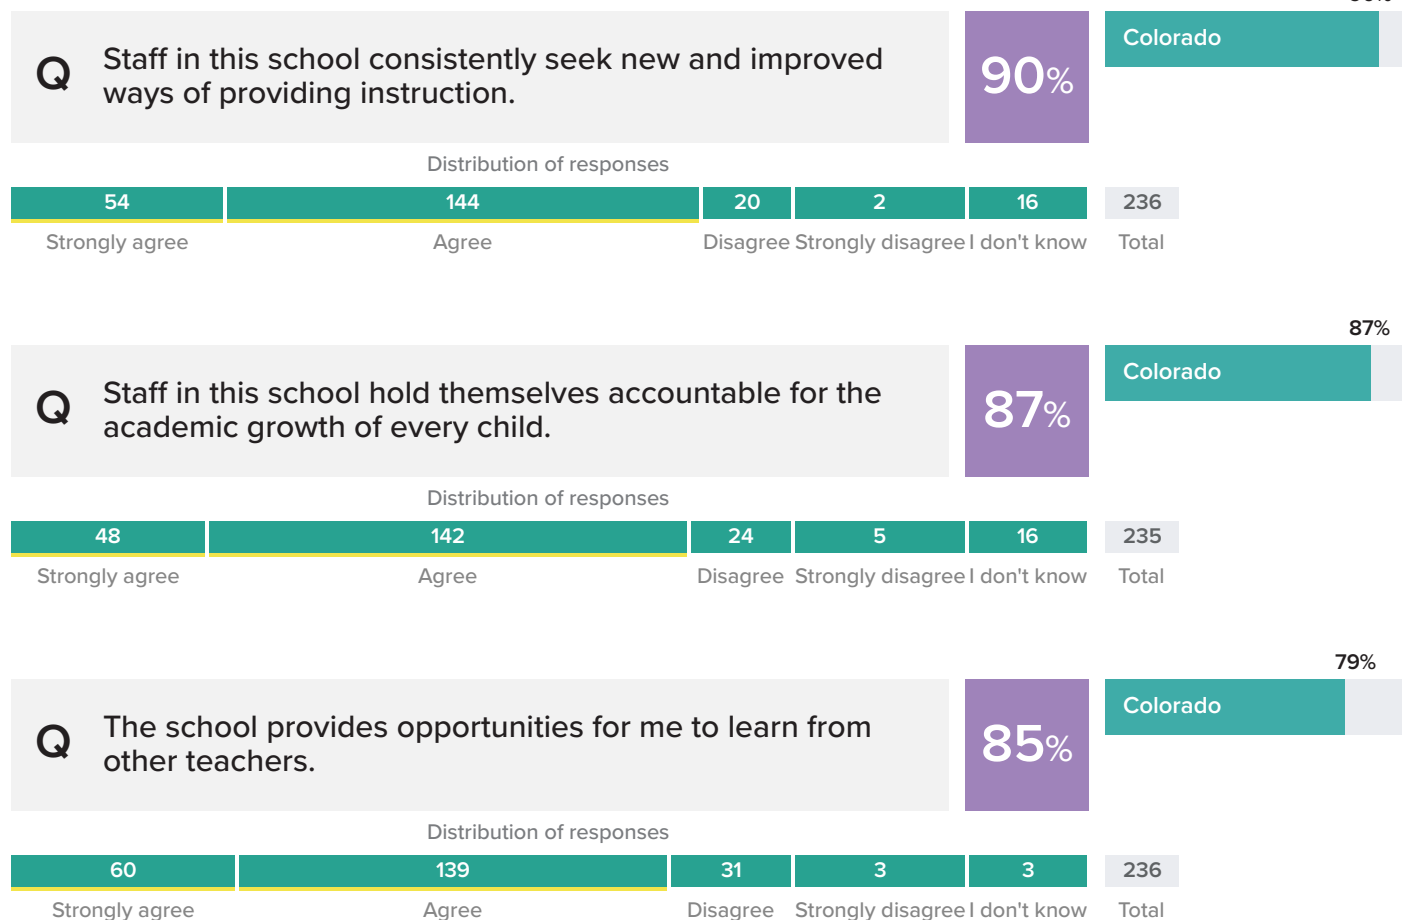 Q
Staff in this school consistently seek new and improved
ways of providing instruction.
90%
Colorado
Distribution of responses
54 144 20 2 16 236
Strongly agree Agree Disagree Strongly disagree I don't know Total
87%
Q
Staff in this school hold themselves accountable for the
academic growth of every child.
87%
Colorado
Distribution of responses
48 142 24 5 16 235
Strongly agree Agree Disagree Strongly disagree I don't know Total
79%
Q
The school provides opportunities for me to learn from
other teachers.
85%
Colorado
Distribution of responses
60 139 31 3 3 236
Strongly agree Agree Disagree Strongly disagree I don't know Total